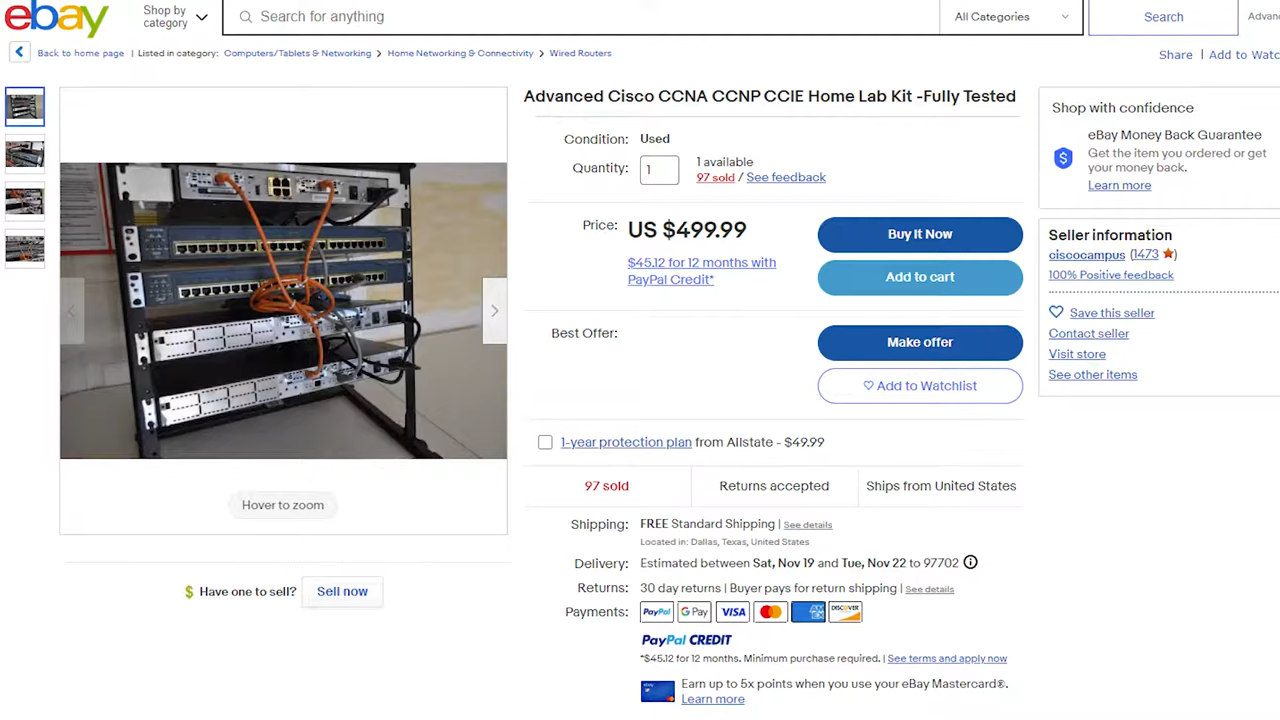 ebay
Shop by
category
Search for anything
All Categories
Search
Back to home page | Listed in category: Computers/Tablets & Networking > Home Networking & Connectivity > Wired Routers
Share | Add to Watc
Advanced Cisco CCNA CCNP CCIE Home Lab Kit -Fully Tested
Condition: Used
Quantity: 1
1 available
97 sold / See feedback
Price: US $499.99
$45.12 for 12 months with
PayPal Credit*
Buy It Now
Add to cart
Best Offer:
Make offer
Add to Watchlist
1-year protection plan from Allstate - $49.99
97 sold
Returns accepted
Ships from United States
Shipping: FREE Standard Shipping | See details
Located in: Dallas, Texas, United States
Delivery: Estimated between Sat, Nov 19 and Tue, Nov 22 to 97702
Returns: 30 day returns | Buyer pays for return shipping | See details
Payments: PayPal G Pay VISA DISCOVER
PayPal CREDIT
*$45.12 for 12 months. Minimum purchase required. | See terms and apply now
Earn up to 5x points when you use your eBay Mastercard®.
Learn more
Hover to zoom
$ Have one to sell? Sell now
Shop with confidence
eBay Money Back Guarantee
Get the item you ordered or get
your money back.
Learn more
Seller information
ciscocampus (1473)
100% Positive feedback
Save this seller
Contact seller
Visit store
See other items